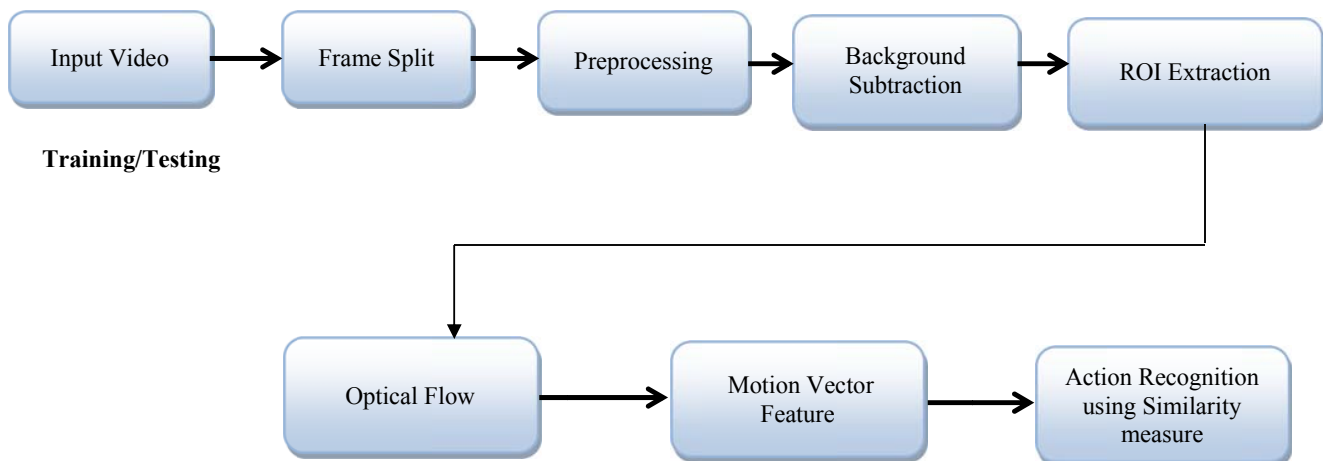 Input Video
Frame Split
Preprocessing
Background
Subtraction
ROI Extraction
Training/Testing
Optical Flow
Motion Vector
Feature
Action Recognition
using Similarity
measure